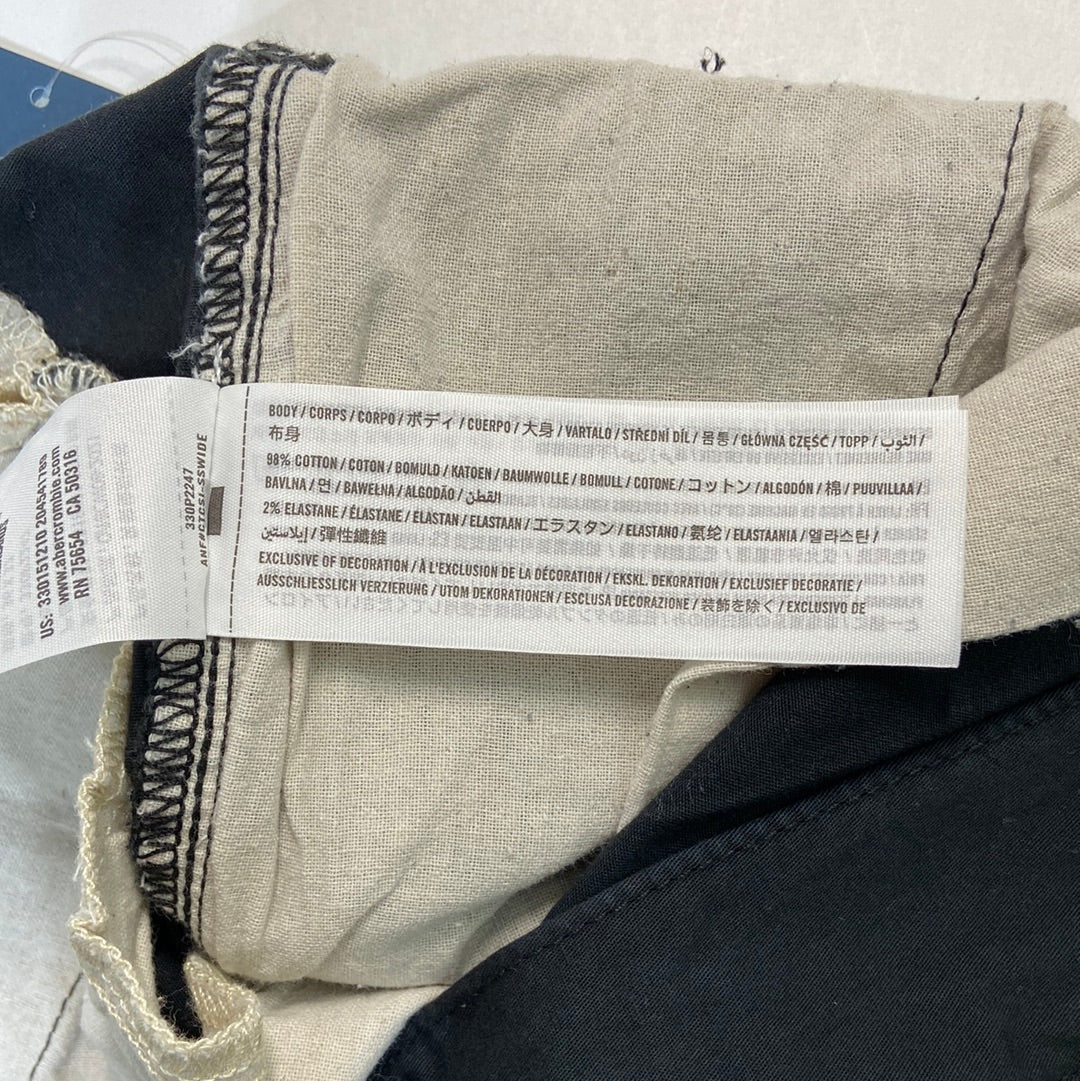 BODY / CORPS / CORPO / ボディ / CUERPO / 大身 / VARTALO / STŘEDNÍ DÍL / 몸통 / GŁÓWNA CZĘŚĆ / TOPP / الثوب /
布身
98% COTTON / COTON / BOMULD / KATOEN / BAUMWOLLE / BOMULL / COTONE / コットン / ALGODÓN / 棉 / PUUVILLAA /
BAVLNA / 면 / BAWEŁNA / ALGODÃO / القطن
2% ELASTANE / ÉLASTANE / ELASTAN / ELASTAAN / エラスタン / ELASTANO / 氨纶 / ELASTAANIA / 엘라스탄 /
إيلاستين / 彈性纖維
EXCLUSIVE OF DECORATION / À L'EXCLUSION DE LA DÉCORATION / EKSKL. DEKORATION / EXCLUSIEF DECORATIE /
AUSSCHLIESSLICH VERZIERUNG / UTOM DEKORATIONEN / ESCLUSA DECORAZIONE / 装飾を除く / EXCLUSIVO DE
330P2247
ANF#CTCSI-SSWIDE
US: 330151210 204541789
www.abercrombie.com
RN 75654 CA 50316